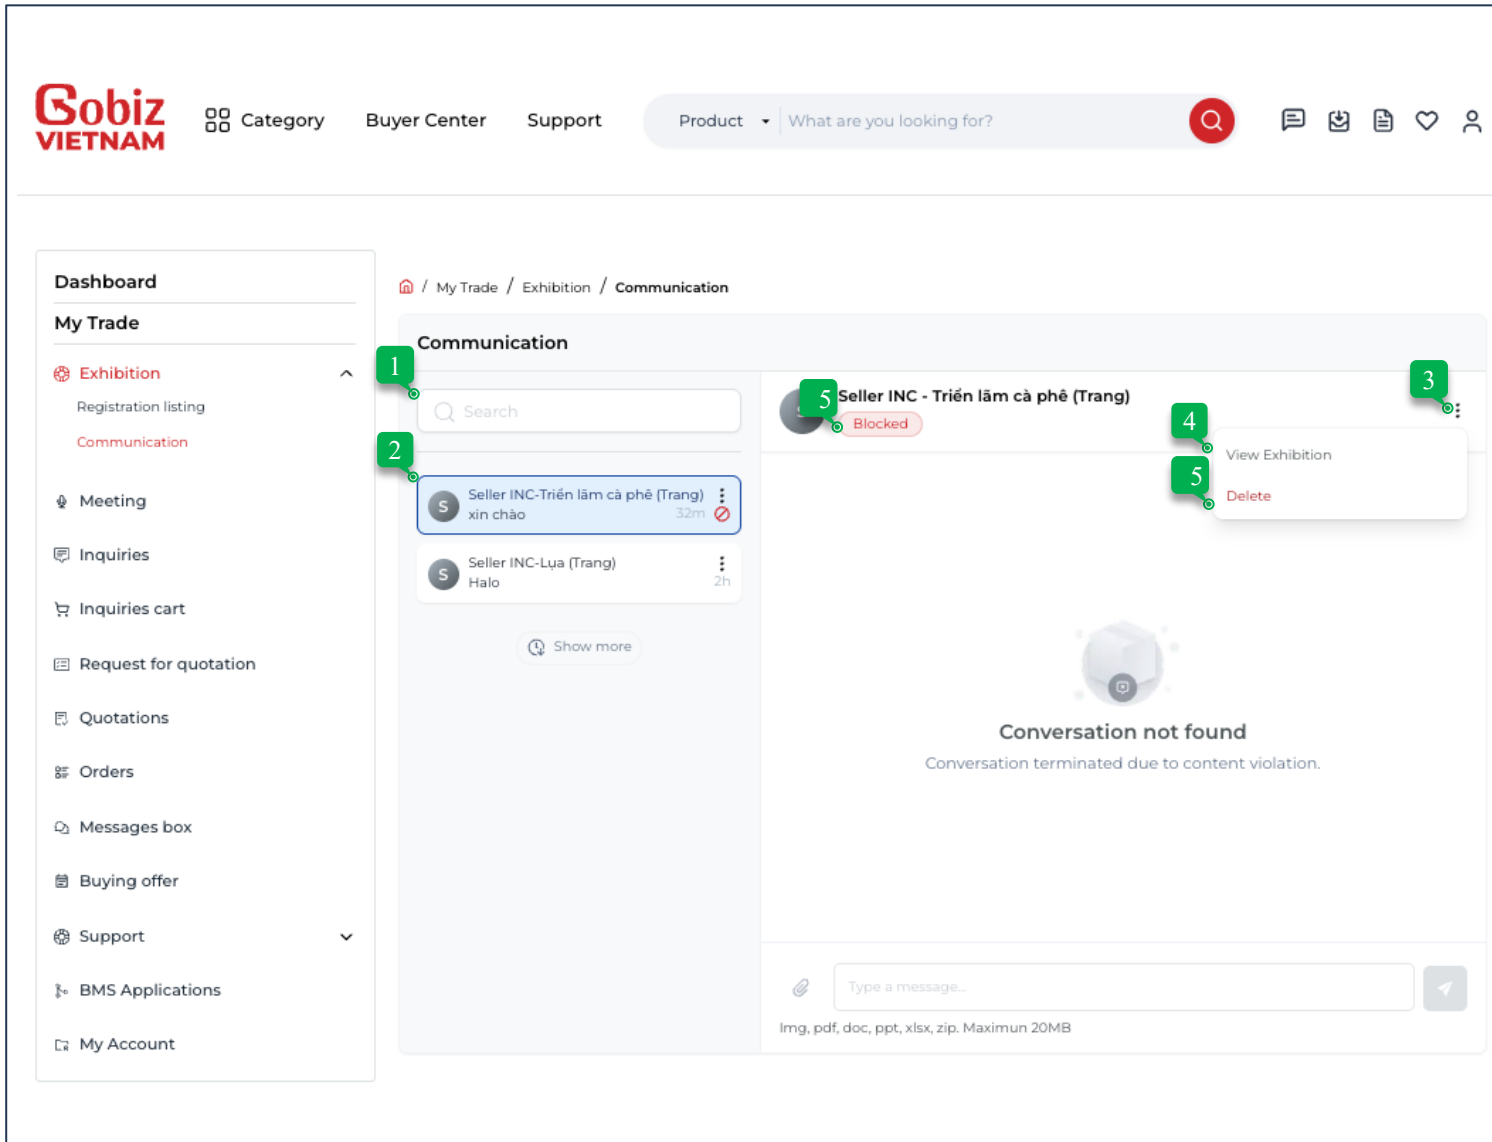 Gobiz
VIETNAM
Category
Buyer Center
Support
Product
What are you looking for?
Dashboard
My Trade
Exhibition
Registration listing
Communication
Meeting
Inquiries
Inquiries cart
Request for quotation
Quotations
Orders
Messages box
Buying offer
Support
BMS Applications
My Account
/ My Trade / Exhibition / Communication
Communication
1
Search
2
S
Seller INC-Triển lãm cà phê (Trang)
xin chào
32m
S
Seller INC-Lụa (Trang)
Halo
2h
Show more
5
Seller INC - Triển lãm cà phê (Trang)
Blocked
3
4
View Exhibition
5
Delete
Conversation not found
Conversation terminated due to content violation.
Type a message...
Img, pdf, doc, ppt, xlsx, zip. Maximun 20MB